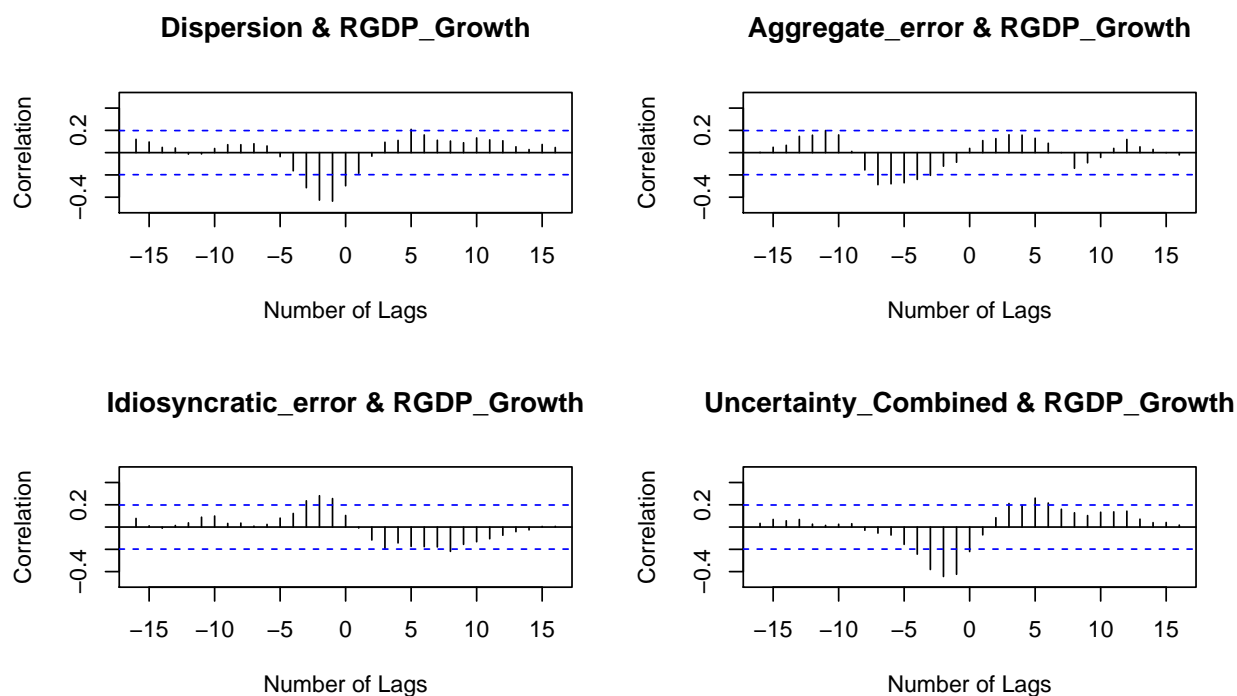 Dispersion & RGDP_Growth
Correlation
0.2
−0.4
−15 −10 −5 0 5 10 15
Number of Lags
Aggregate_error & RGDP_Growth
Correlation
0.2
−0.4
−15 −10 −5 0 5 10 15
Number of Lags
Idiosyncratic_error & RGDP_Growth
Correlation
0.2
−0.4
−15 −10 −5 0 5 10 15
Number of Lags
Uncertainty_Combined & RGDP_Growth
Correlation
0.2
−0.4
−15 −10 −5 0 5 10 15
Number of Lags